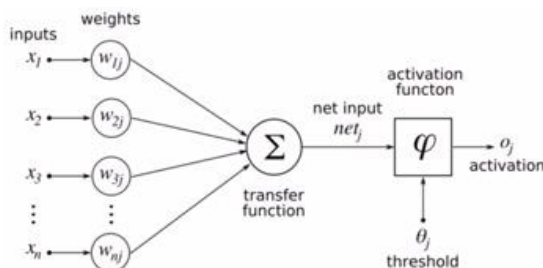 inputs
weights
x1
w1j
x2
w2j
x3
w3j
⋮
⋮
xn
wnj
Σ
transfer
function
net input
netj
activation
functon
φ
oj
activation
θj
threshold